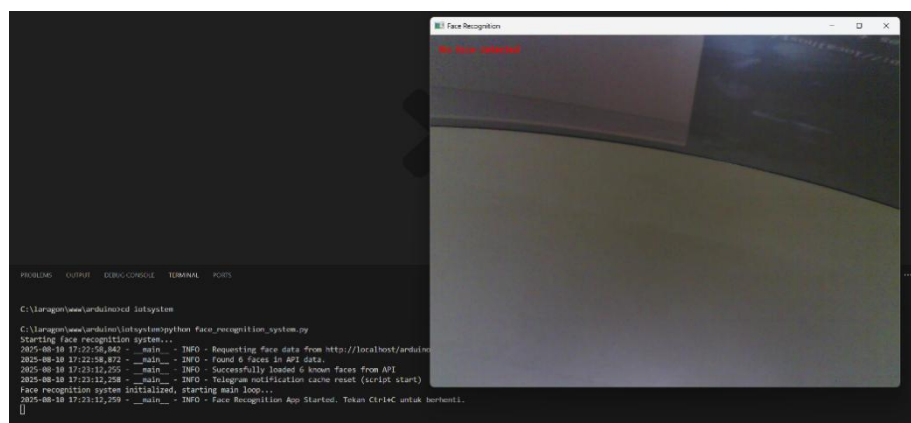 Face Recognition
No face detected
PROBLEMS OUTPUT DEBUG CONSOLE TERMINAL PORTS
C:\laragon\www\arduino>cd iotsystem
C:\laragon\www\arduino\iotsystem>python face_recognition_system.py
Starting face recognition system...
2025-08-10 17:22:58,842 - __main__ - INFO - Requesting face data from http://localhost/arduino
2025-08-10 17:22:58,872 - __main__ - INFO - Found 6 faces in API data.
2025-08-10 17:23:12,255 - __main__ - INFO - Successfully loaded 6 known faces from API
2025-08-10 17:23:12,258 - __main__ - INFO - Telegram notification cache reset (script start)
Face recognition system initialized, starting main loop...
2025-08-10 17:23:12,259 - __main__ - INFO - Face Recognition App Started. Tekan Ctrl+C untuk berhenti.